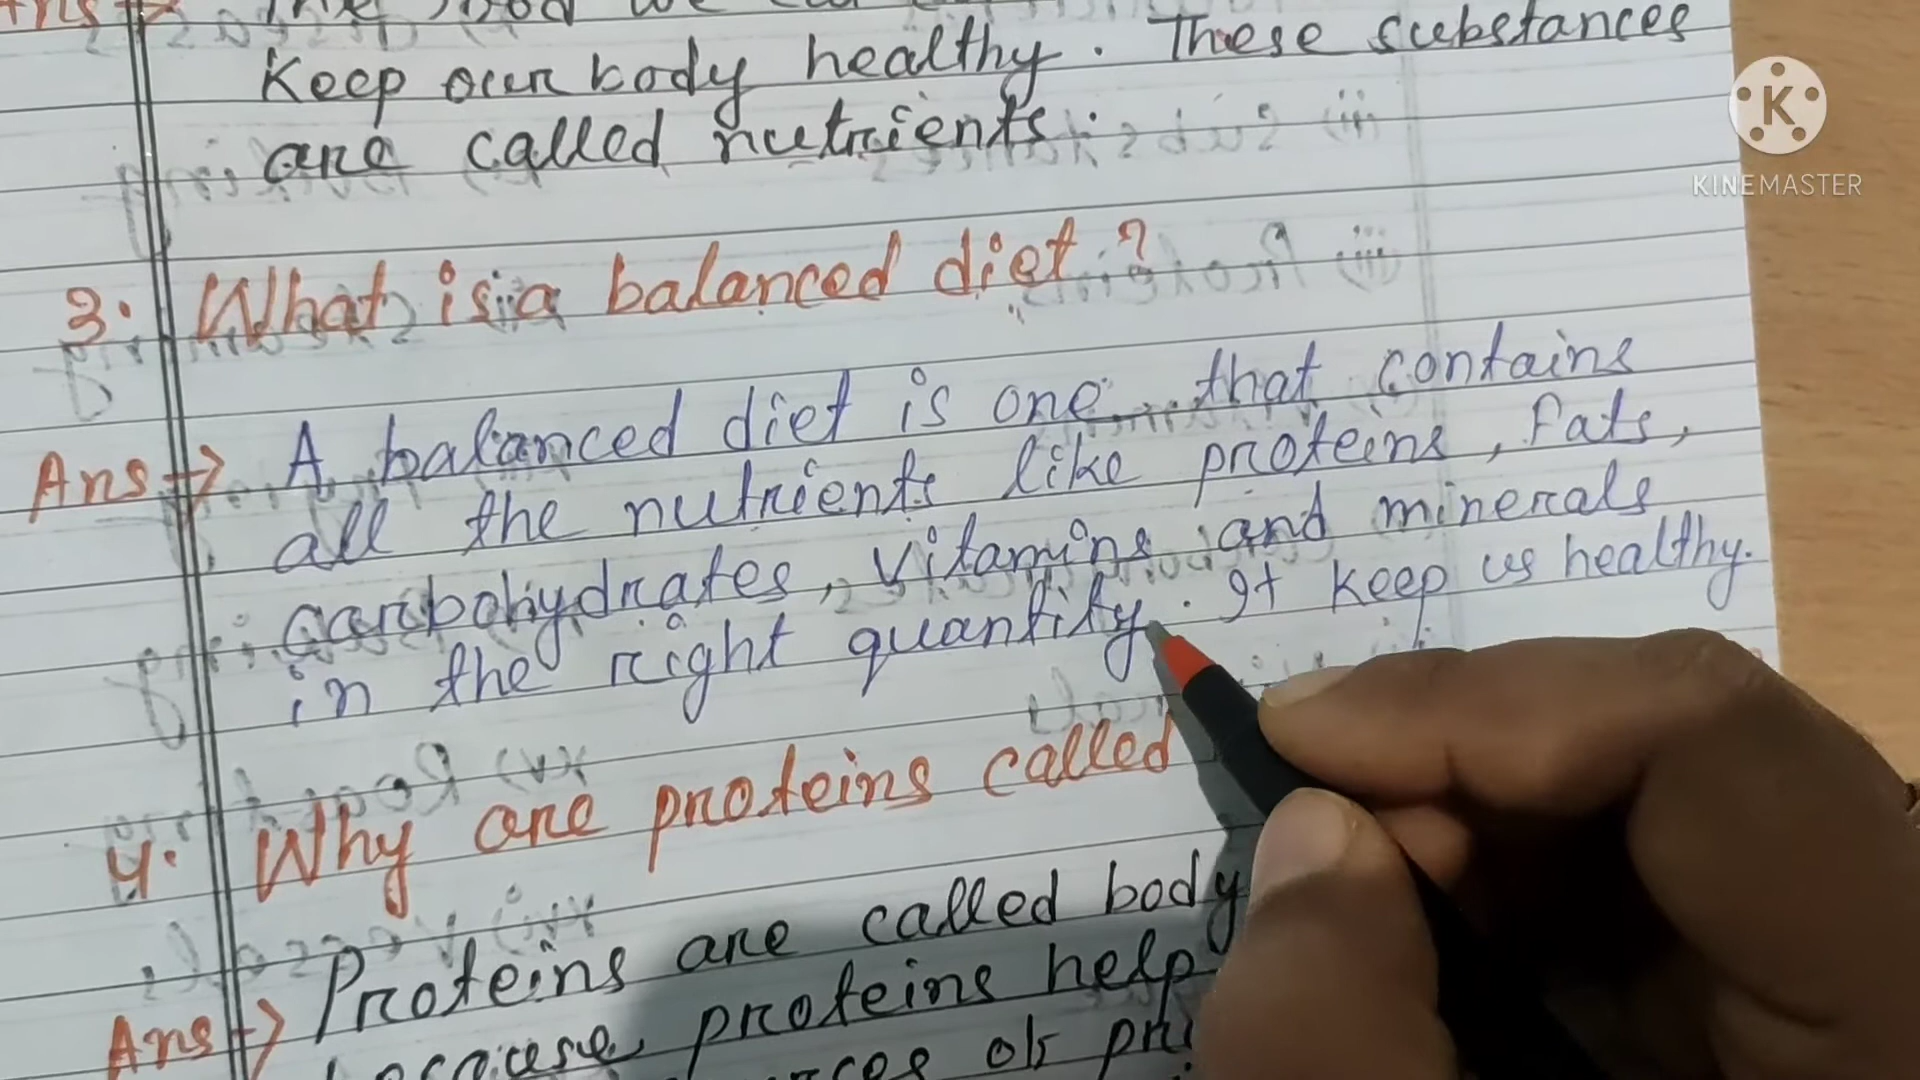 Ans →
keep our body healthy. These substances
are called nutrients.
3. What is a balanced diet?
Ans → A balanced diet is one that contains
all the nutrients like proteins, Fats,
carbohydrates, vitamins and minerals
in the right quantity. It keep us healthy.
4. Why are proteins called
Ans → Proteins are called body
because proteins help
KINEMASTER